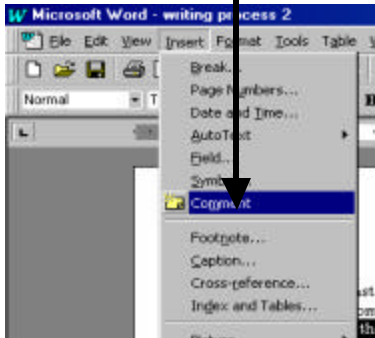 Microsoft Word - writing process 2
File Edit View Insert Format Tools Table
Normal T
Break...
Page Numbers...
Date and Time...
AutoText
Field...
Symbol
Comment
Footnote...
Caption...
Cross-reference...
Index and Tables...